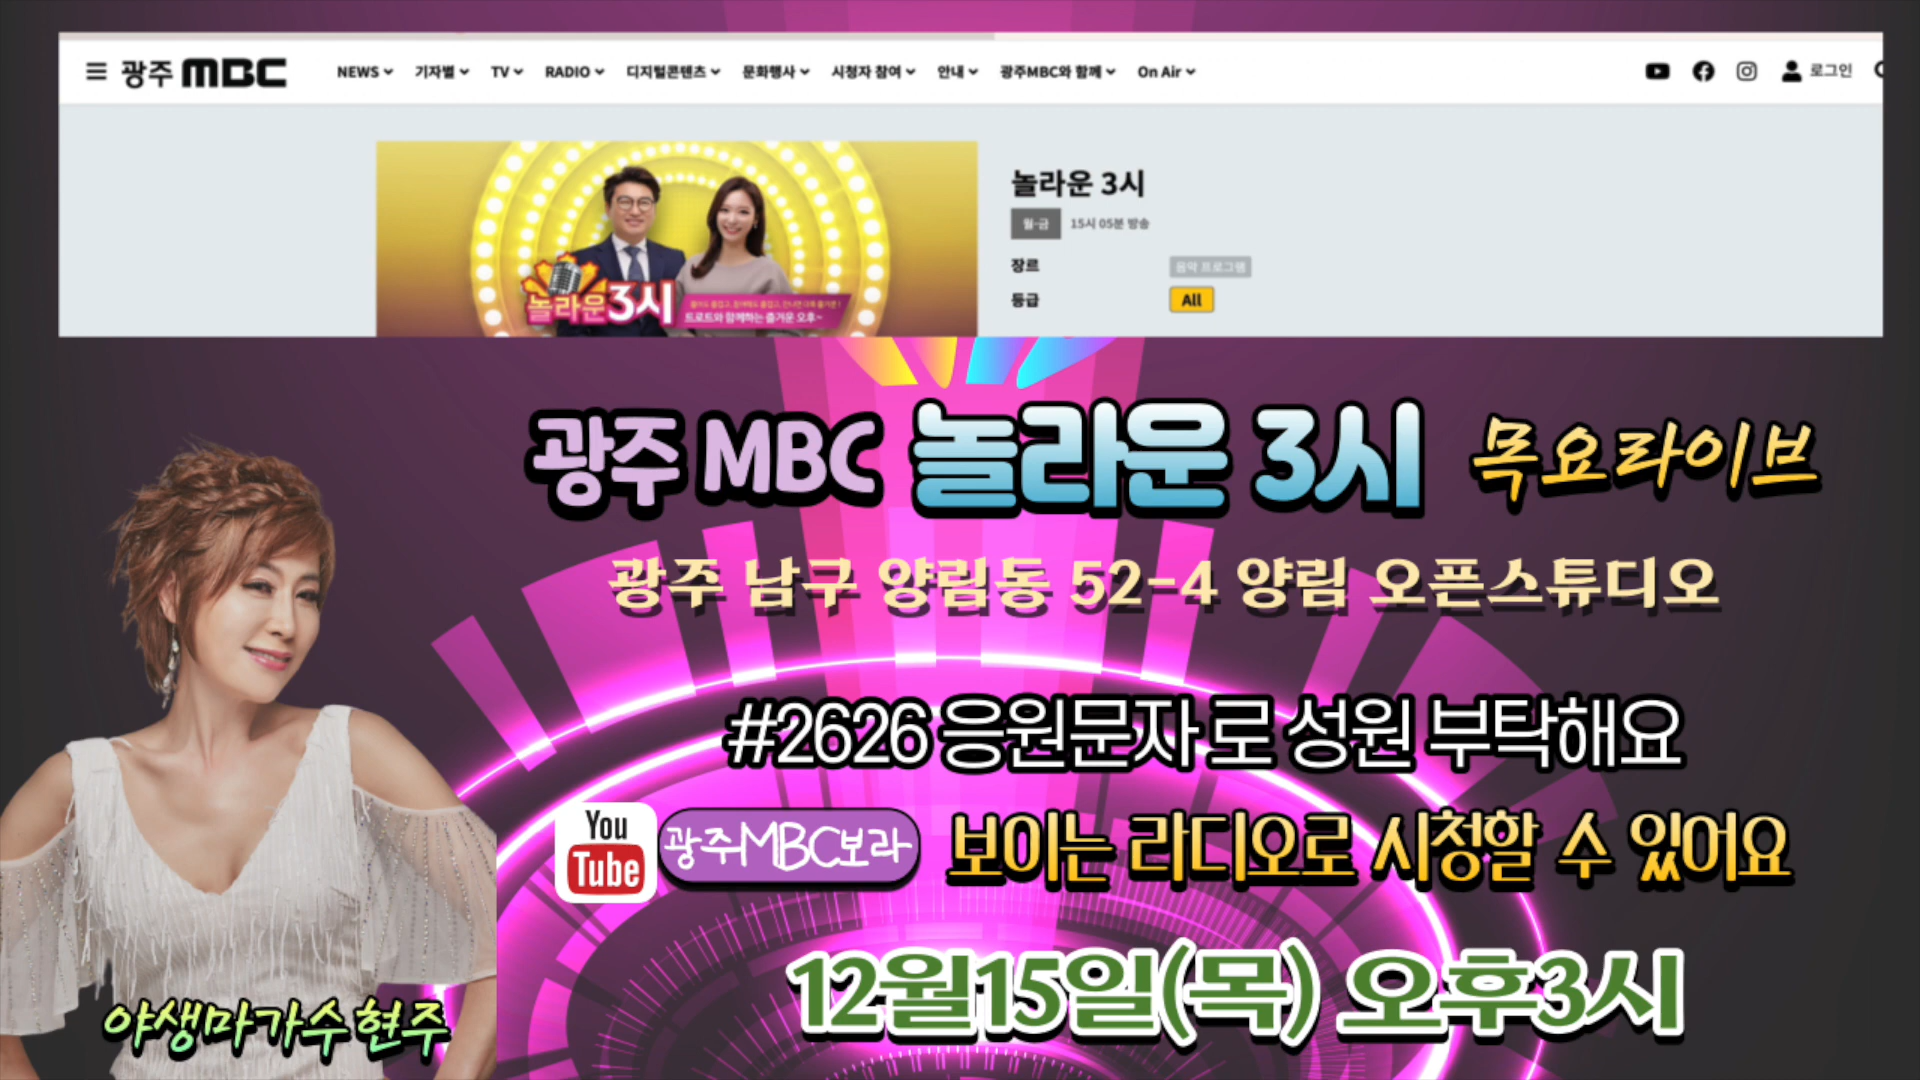 광주 MBC
NEWS 기자별 TV RADIO 디지털콘텐츠 문화행사 시청자 참여 안내 광주MBC와 함께 On Air
로그인
놀라운 3시
월-금 15시 05분 방송
장르 음악 프로그램
등급 All
놀라운3시
트로트와 함께하는 즐거운 오후~
광주 MBC 놀라운 3시 목요라이브
광주 남구 양림동 52-4 양림 오픈스튜디오
#2626 응원문자로 성원 부탁해요
You Tube 광주MBC보라 보이는 라디오로 시청할 수 있어요
12월15일(목) 오후3시
야생마가수현주